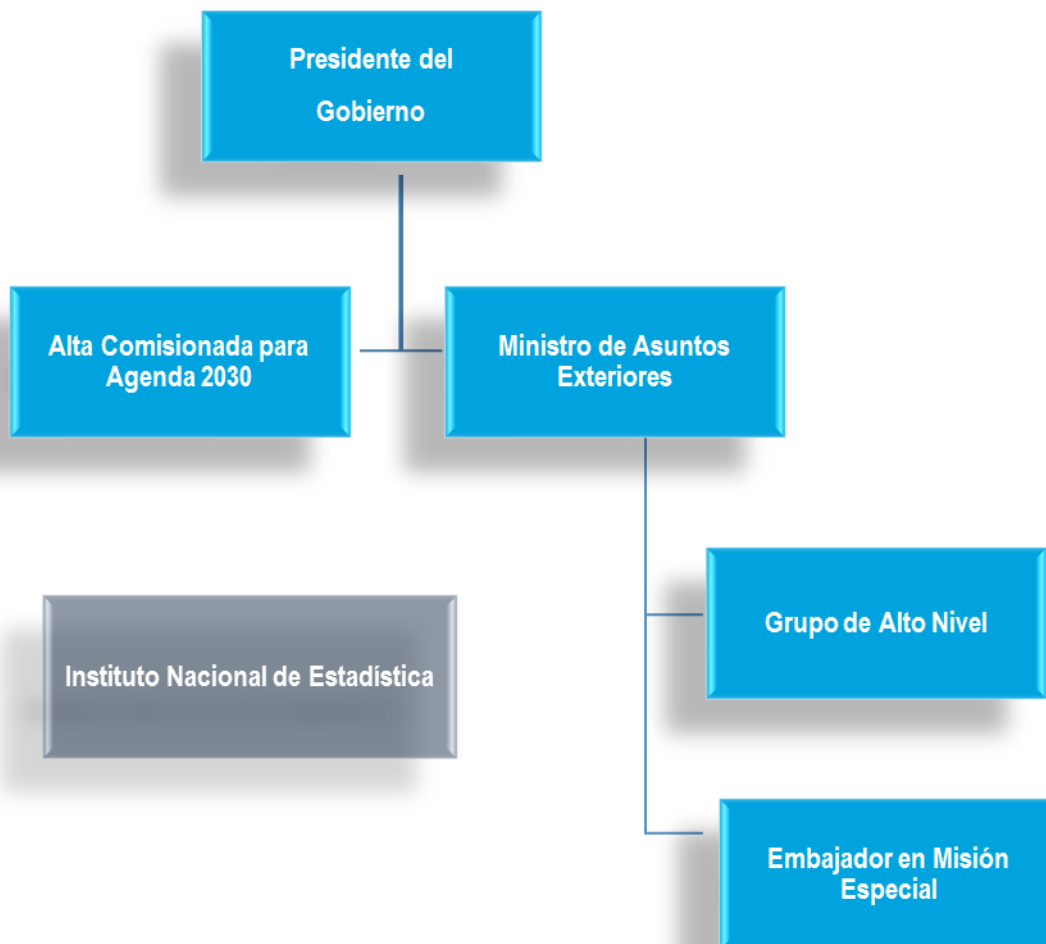 Presidente del
Gobierno
Alta Comisionada para
Agenda 2030
Ministro de Asuntos
Exteriores
Grupo de Alto Nivel
Instituto Nacional de Estadística
Embajador en Misión
Especial